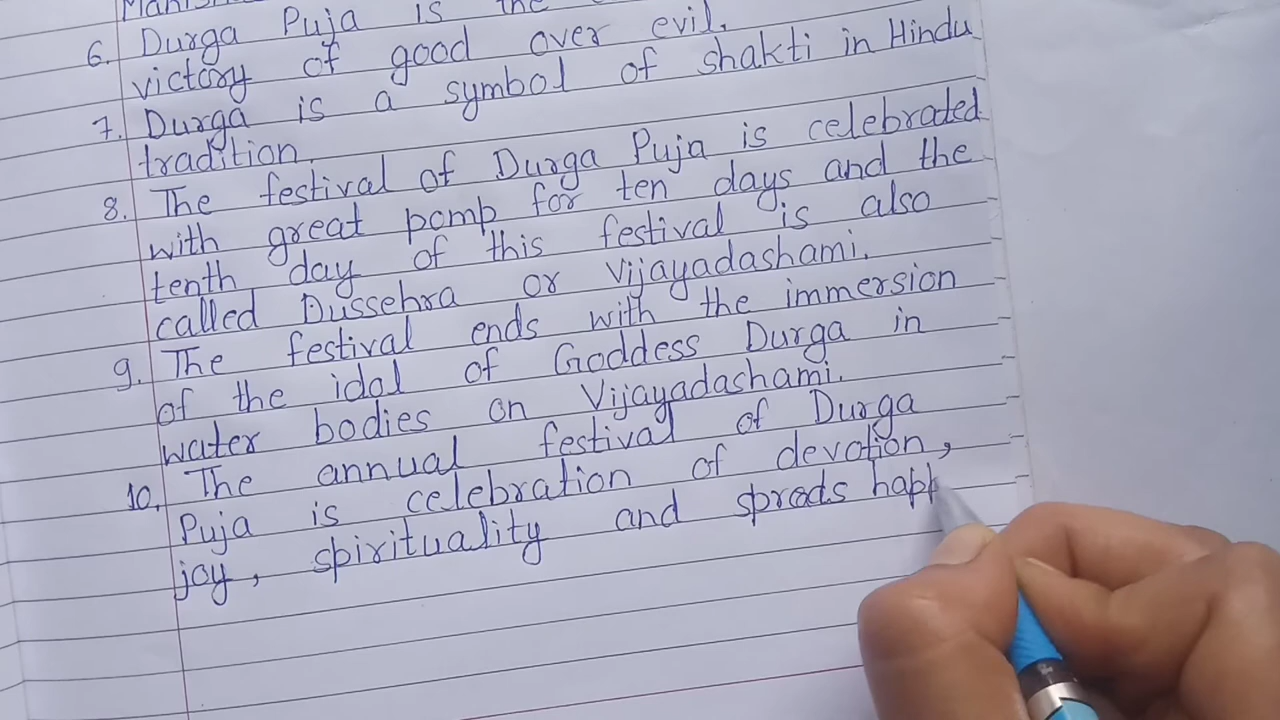 6. Durga Puja is the
victory of good over evil.
7. Durga is a symbol of shakti in Hindu
tradition.
8. The festival of Durga Puja is celebrated
with great pomp for ten days and the
tenth day of this festival is also
called Dussehra or Vijayadashami.
9. The festival ends with the immersion
of the idol of Goddess Durga in
water bodies on Vijayadashami.
10. The annual festival of Durga
Puja is celebration of devotion,
joy, spirituality and spreads happ